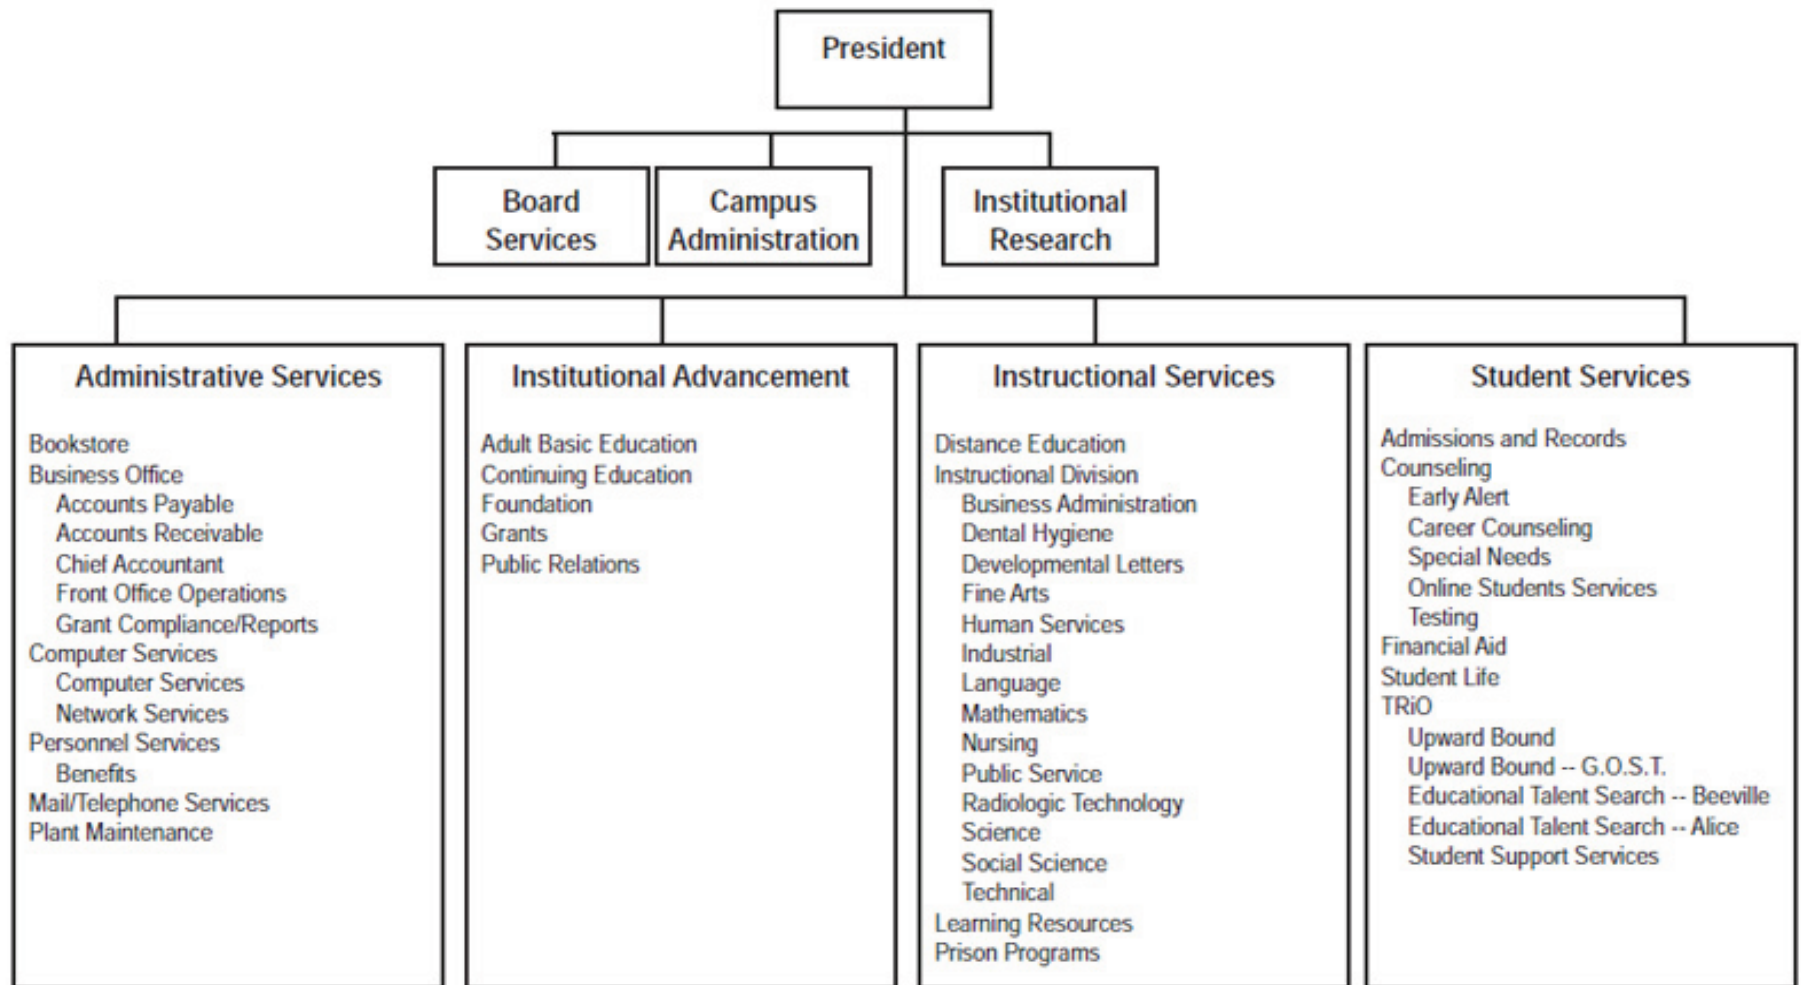 President
Board
Services
Campus
Administration
Institutional
Research
Administrative Services
Bookstore
Business Office
Accounts Payable
Accounts Receivable
Chief Accountant
Front Office Operations
Grant Compliance/Reports
Computer Services
Computer Services
Network Services
Personnel Services
Benefits
Mail/Telephone Services
Plant Maintenance
Institutional Advancement
Adult Basic Education
Continuing Education
Foundation
Grants
Public Relations
Instructional Services
Distance Education
Instructional Division
Business Administration
Dental Hygiene
Developmental Letters
Fine Arts
Human Services
Industrial
Language
Mathematics
Nursing
Public Service
Radiologic Technology
Science
Social Science
Technical
Learning Resources
Prison Programs
Student Services
Admissions and Records
Counseling
Early Alert
Career Counseling
Special Needs
Online Students Services
Testing
Financial Aid
Student Life
TRiO
Upward Bound
Upward Bound -- G.O.S.T.
Educational Talent Search -- Beeville
Educational Talent Search -- Alice
Student Support Services